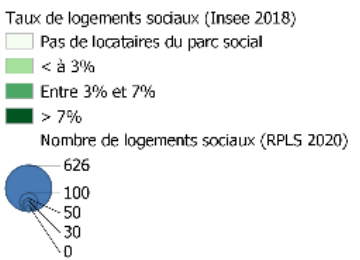 Taux de logements sociaux (Insee 2018)
Pas de locataires du parc social
< à 3%
Entre 3% et 7%
> 7%
Nombre de logements sociaux (RPLS 2020)
626
100
50
30
0